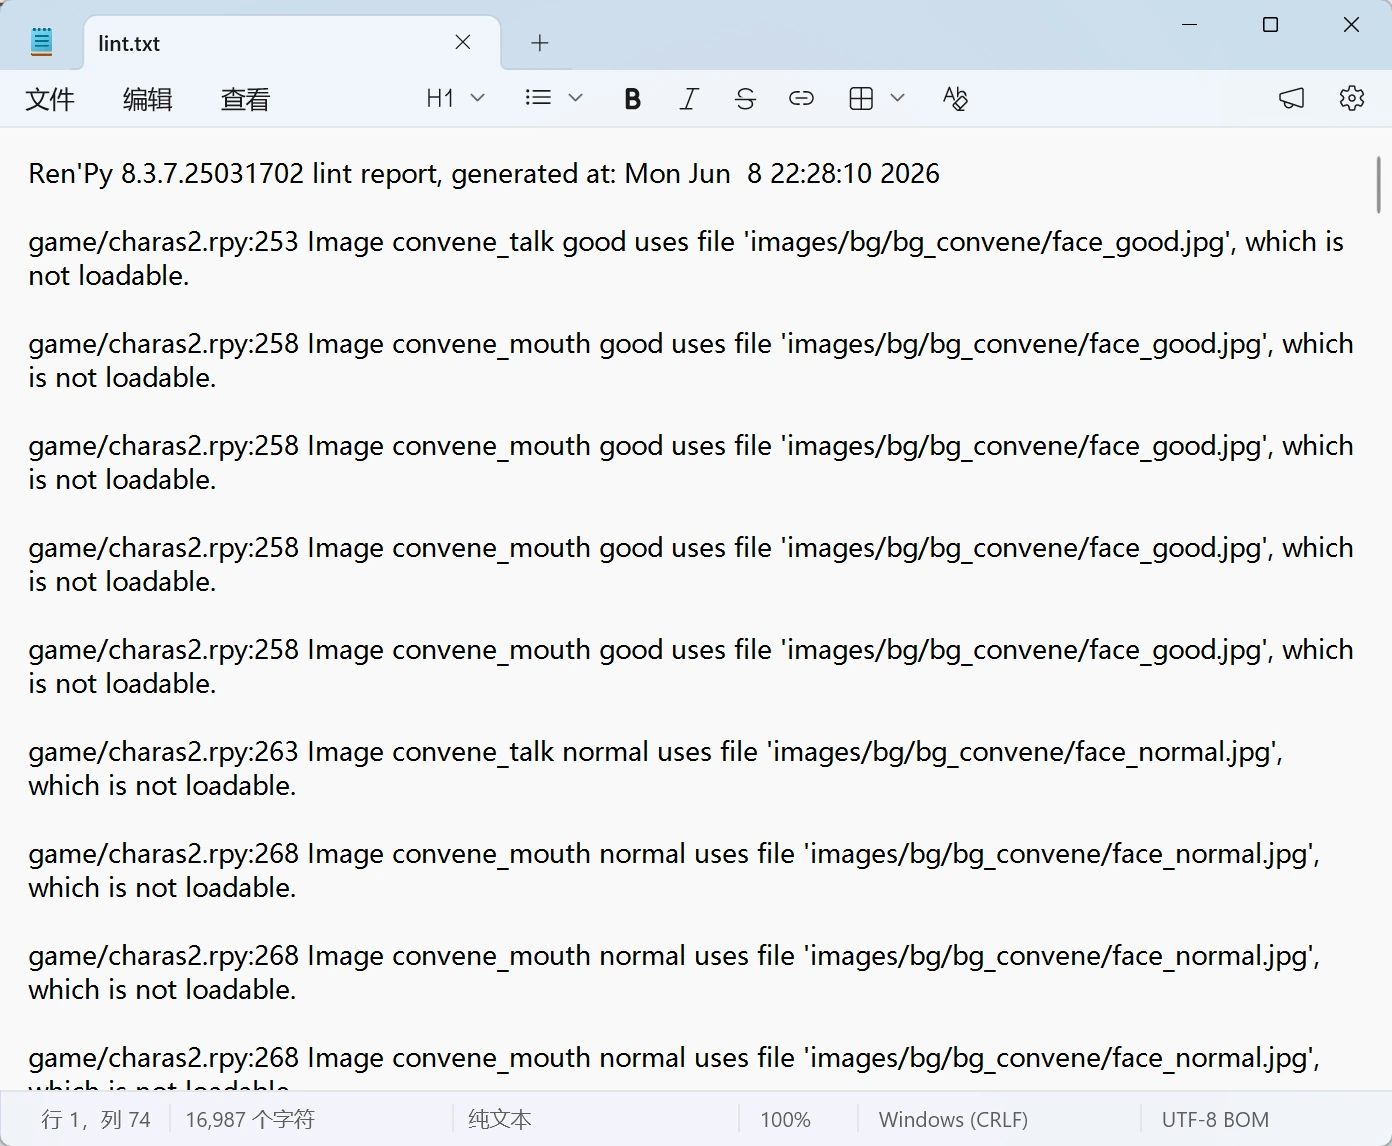 lint.txt
文件 编辑 查看 H1 B I S
Ren'Py 8.3.7.25031702 lint report, generated at: Mon Jun  8 22:28:10 2026
game/charas2.rpy:253 Image convene_talk good uses file 'images/bg/bg_convene/face_good.jpg', which is
not loadable.
game/charas2.rpy:258 Image convene_mouth good uses file 'images/bg/bg_convene/face_good.jpg', which
is not loadable.
game/charas2.rpy:258 Image convene_mouth good uses file 'images/bg/bg_convene/face_good.jpg', which
is not loadable.
game/charas2.rpy:258 Image convene_mouth good uses file 'images/bg/bg_convene/face_good.jpg', which
is not loadable.
game/charas2.rpy:258 Image convene_mouth good uses file 'images/bg/bg_convene/face_good.jpg', which
is not loadable.
game/charas2.rpy:263 Image convene_talk normal uses file 'images/bg/bg_convene/face_normal.jpg',
which is not loadable.
game/charas2.rpy:268 Image convene_mouth normal uses file 'images/bg/bg_convene/face_normal.jpg',
which is not loadable.
game/charas2.rpy:268 Image convene_mouth normal uses file 'images/bg/bg_convene/face_normal.jpg',
which is not loadable.
game/charas2.rpy:268 Image convene_mouth normal uses file 'images/bg/bg_convene/face_normal.jpg',
which is not loadable.
行 1，列 74 16,987 个字符 纯文本 100% Windows (CRLF) UTF-8 BOM